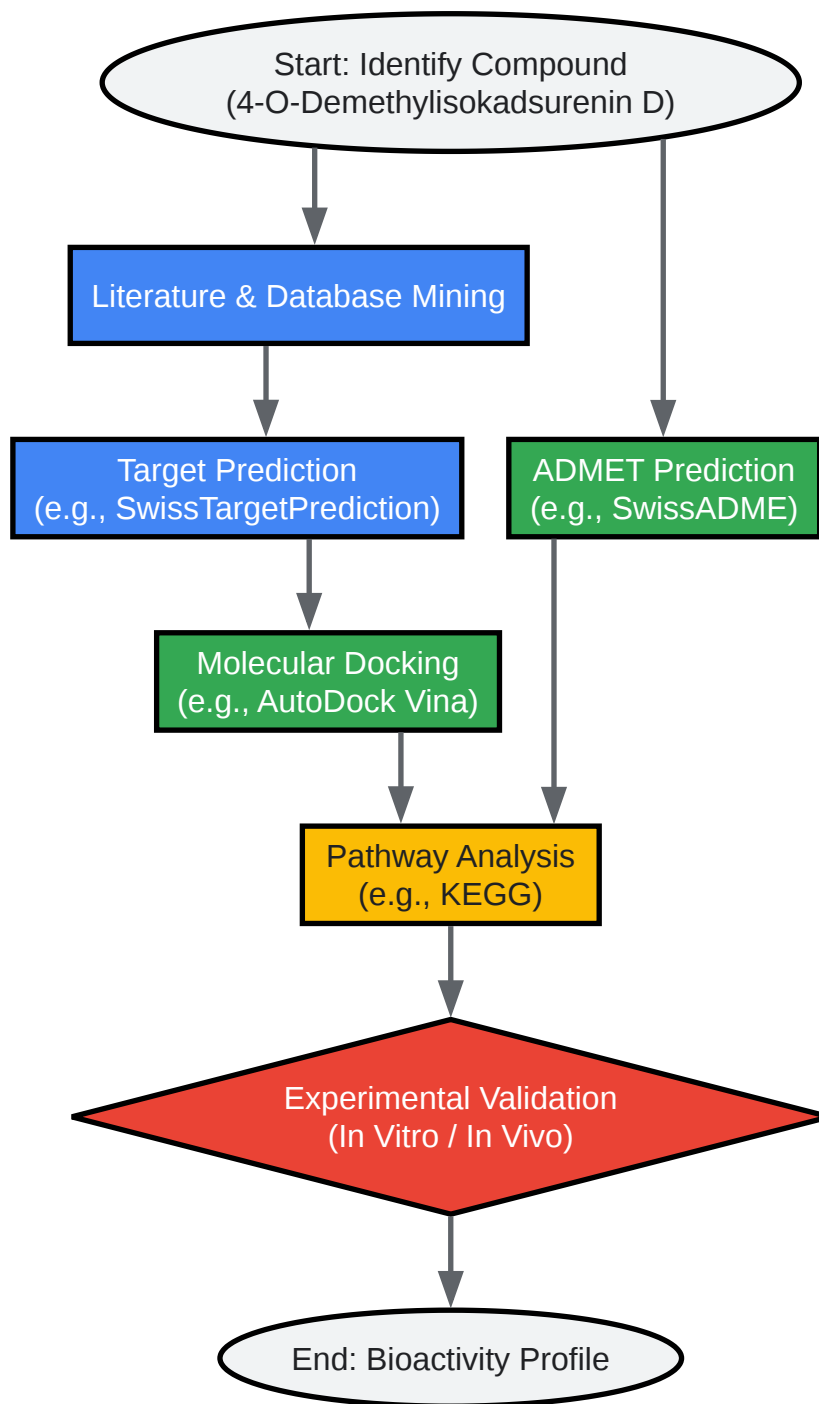 Start: Identify Compound
(4-O-Demethylisokadsurenin D)
Literature & Database Mining
Target Prediction
(e.g., SwissTargetPrediction)
ADMET Prediction
(e.g., SwissADME)
Molecular Docking
(e.g., AutoDock Vina)
Pathway Analysis
(e.g., KEGG)
Experimental Validation
(In Vitro / In Vivo)
End: Bioactivity Profile